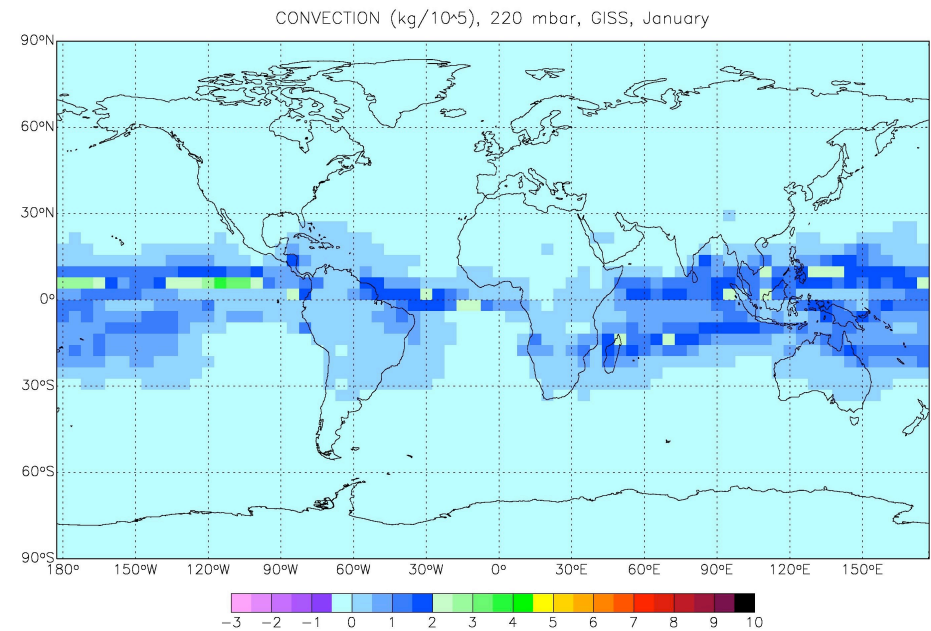 CONVECTION (kg/10^5), 220 mbar, GISS, January
90°N
60°N
30°N
0°
30°S
60°S
90°S
180° 150°W 120°W 90°W 60°W 30°W 0° 30°E 60°E 90°E 120°E 150°E
−3 −2 −1 0 1 2 3 4 5 6 7 8 9 10